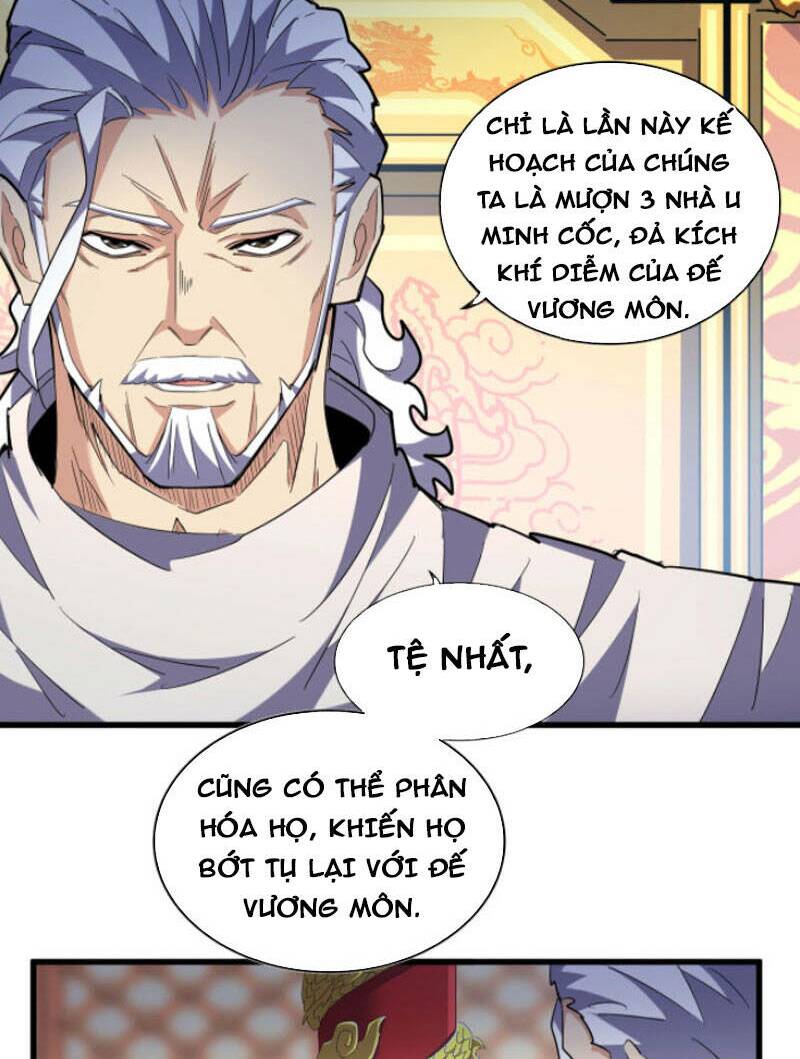 CHỈ LÀ LẦN NÀY KẾ
HOẠCH CỦA CHÚNG
TA LÀ MƯỢN 3 NHÀ U
MINH CỐC, ĐẢ KÍCH
KHÍ DIỄM CỦA ĐẾ
VƯƠNG MÔN.
TỆ NHẤT,
CŨNG CÓ THỂ PHÂN
HÓA HỌ, KHIẾN HỌ
BỚT TỤ LẠI VỚI ĐẾ
VƯƠNG MÔN.